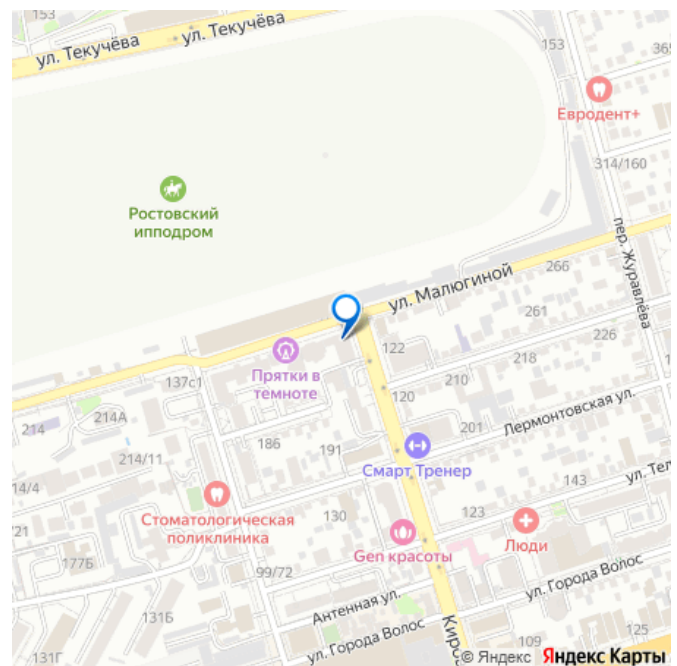 153
ул. Текучёва
ул. Текучёва
153
365
Евродент+
314/160
Ростовский
ипподром
пер. Журавлёва
ул. Малюгиной
266
261
226
122
218
210
137с1
Прятки в
темноте
120
214А
214
201
Лермонтовская ул.
186
191
Смарт Тренер
214/11
214/4
143
ул. Тел
Стоматологическая
поликлиника
130
123
Люди
21
Gen красоты
177Б
99/72
ул. Города Волос
Антенная ул.
131Б
Киро
109
125
ул. Города Волос
131Г
© Яндекс Яндекс Карты